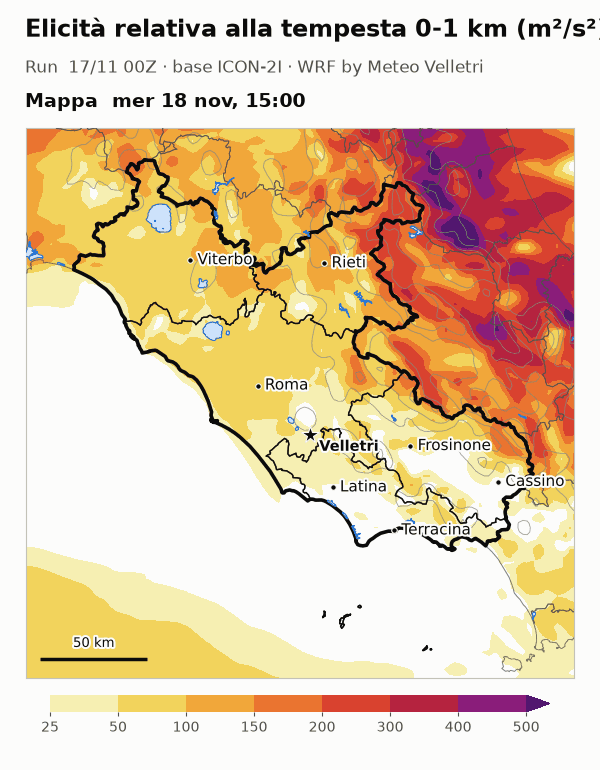 Elicità relativa alla tempesta 0-1 km (m²/s²)
Run 17/11 00Z · base ICON-2I · WRF by Meteo Velletri
Mappa mer 18 nov, 15:00
Viterbo
Rieti
Roma
Velletri
Frosinone
Latina
Cassino
Terracina
50 km
25 50 100 150 200 300 400 500